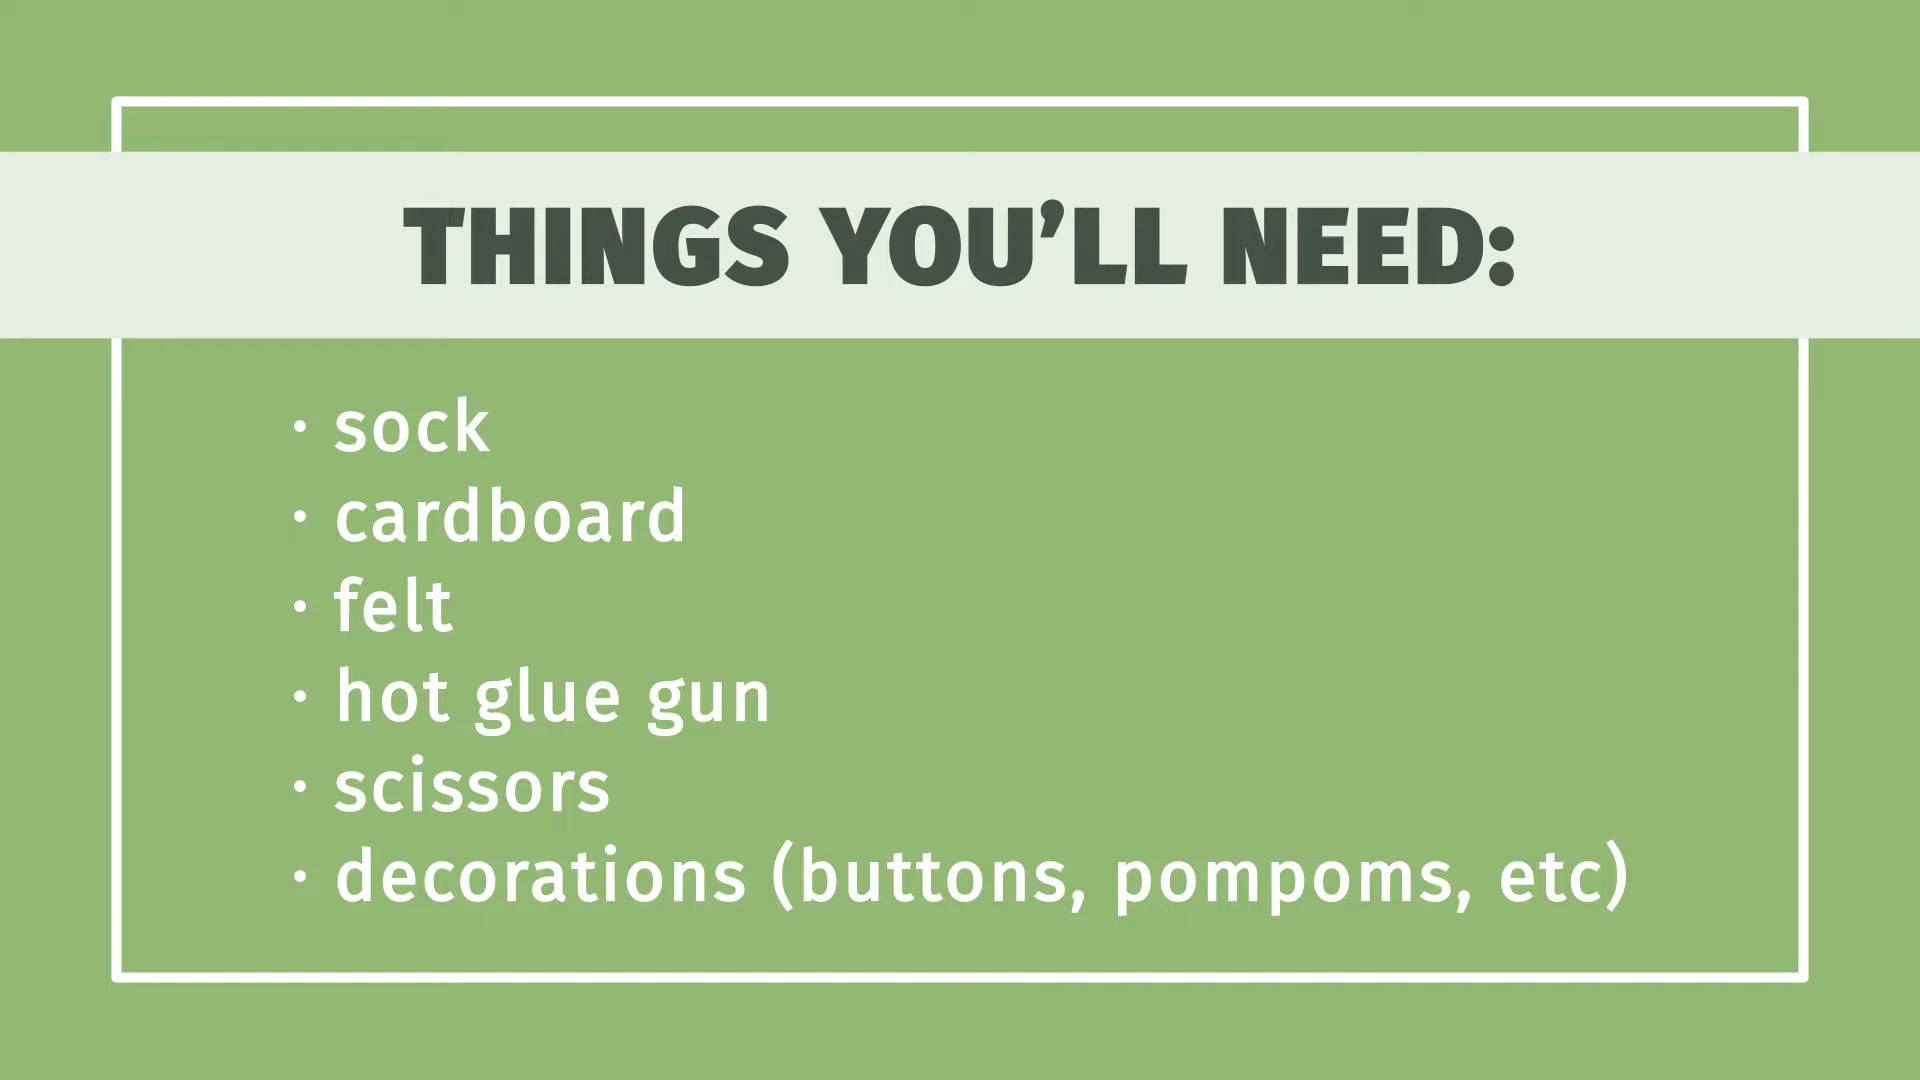 THINGS YOU’LL NEED:
· sock
· cardboard
· felt
· hot glue gun
· scissors
· decorations (buttons, pompoms, etc)